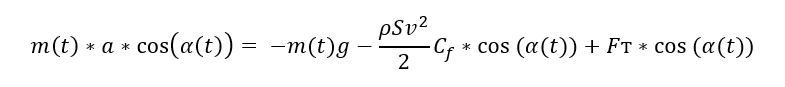 m(t) ∗ a ∗ cos(α(t)) = −m(t)g − (ρSv²)/2 C_f ∗ cos (α(t)) + Fт ∗ cos (α(t))